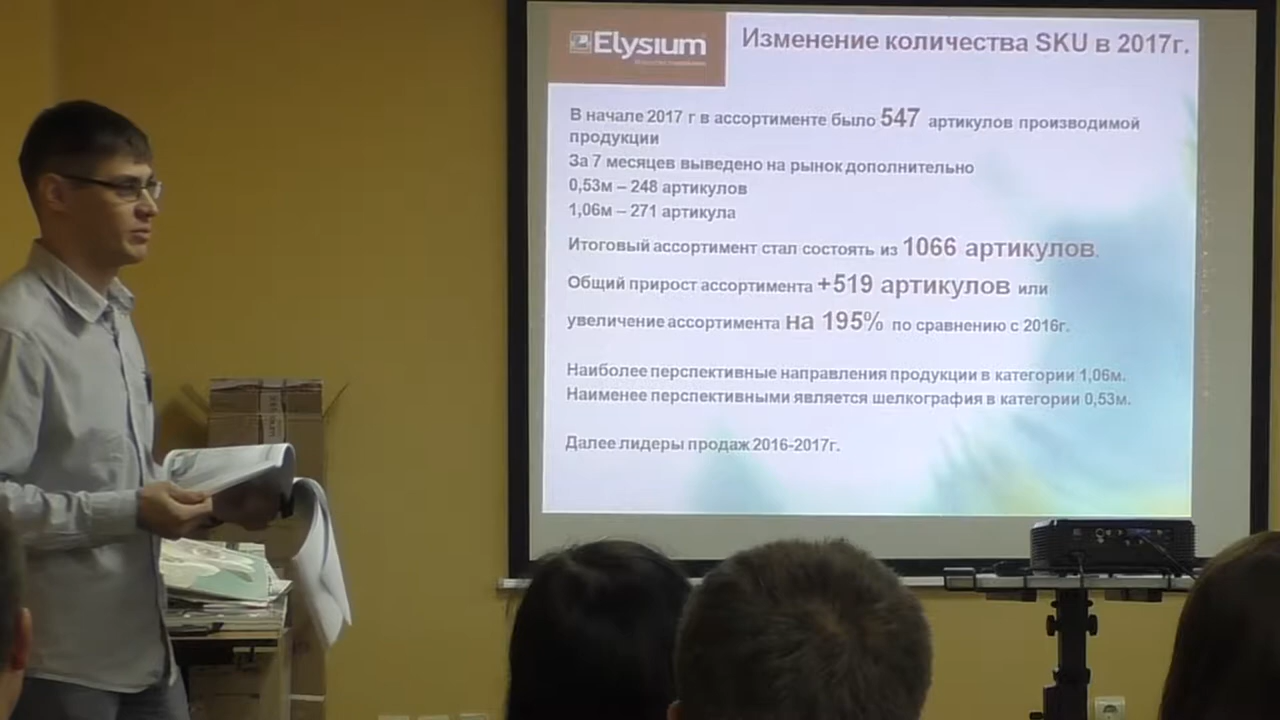 Elysium
Изменение количества SKU в 2017г.
В начале 2017 г в ассортименте было 547 артикулов производимой
продукции
За 7 месяцев выведено на рынок дополнительно
0,53м – 248 артикулов
1,06м – 271 артикула
Итоговый ассортимент стал состоять из 1066 артикулов.
Общий прирост ассортимента +519 артикулов или
увеличение ассортимента на 195% по сравнению с 2016г.
Наиболее перспективные направления продукции в категории 1,06м.
Наименее перспективными является шелкография в категории 0,53м.
Далее лидеры продаж 2016-2017г.